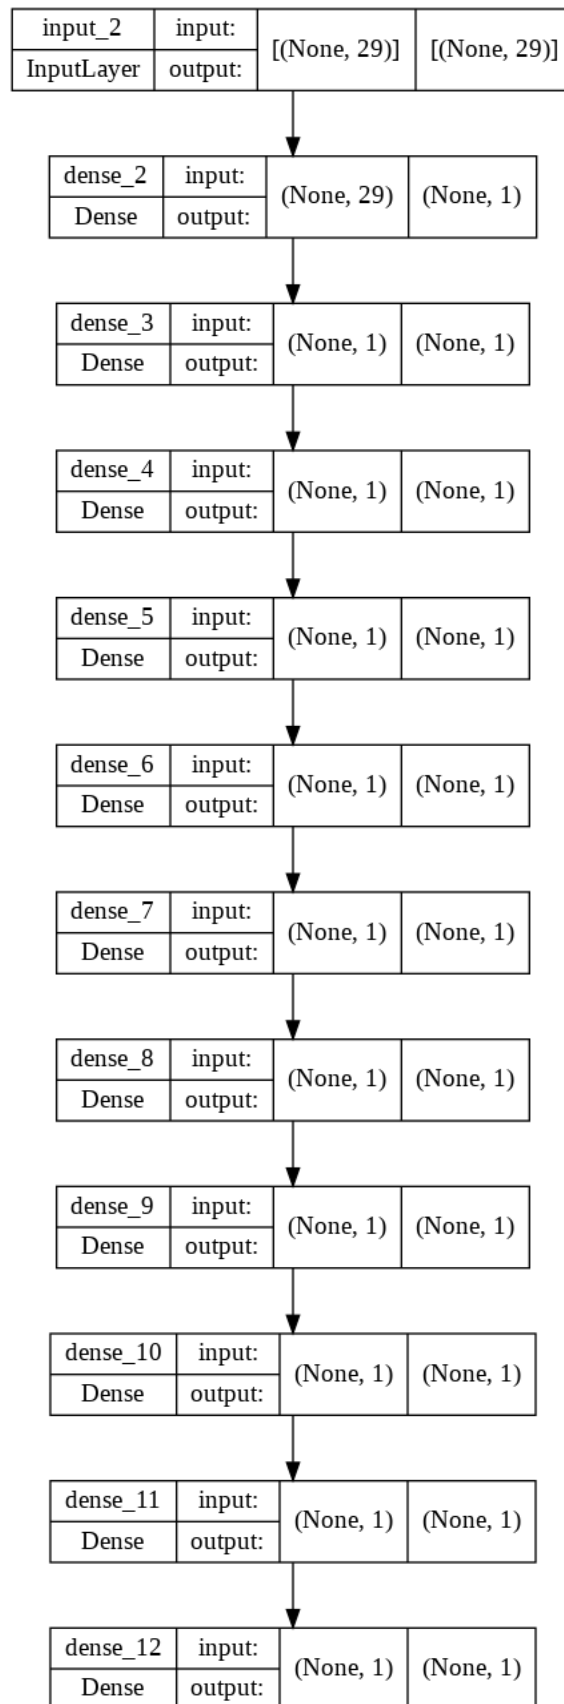 input_2 input: [(None, 29)] [(None, 29)]
InputLayer output:
dense_2 input: (None, 29) (None, 1)
Dense output:
dense_3 input: (None, 1) (None, 1)
Dense output:
dense_4 input: (None, 1) (None, 1)
Dense output:
dense_5 input: (None, 1) (None, 1)
Dense output:
dense_6 input: (None, 1) (None, 1)
Dense output:
dense_7 input: (None, 1) (None, 1)
Dense output:
dense_8 input: (None, 1) (None, 1)
Dense output:
dense_9 input: (None, 1) (None, 1)
Dense output:
dense_10 input: (None, 1) (None, 1)
Dense output:
dense_11 input: (None, 1) (None, 1)
Dense output:
dense_12 input: (None, 1) (None, 1)
Dense output: